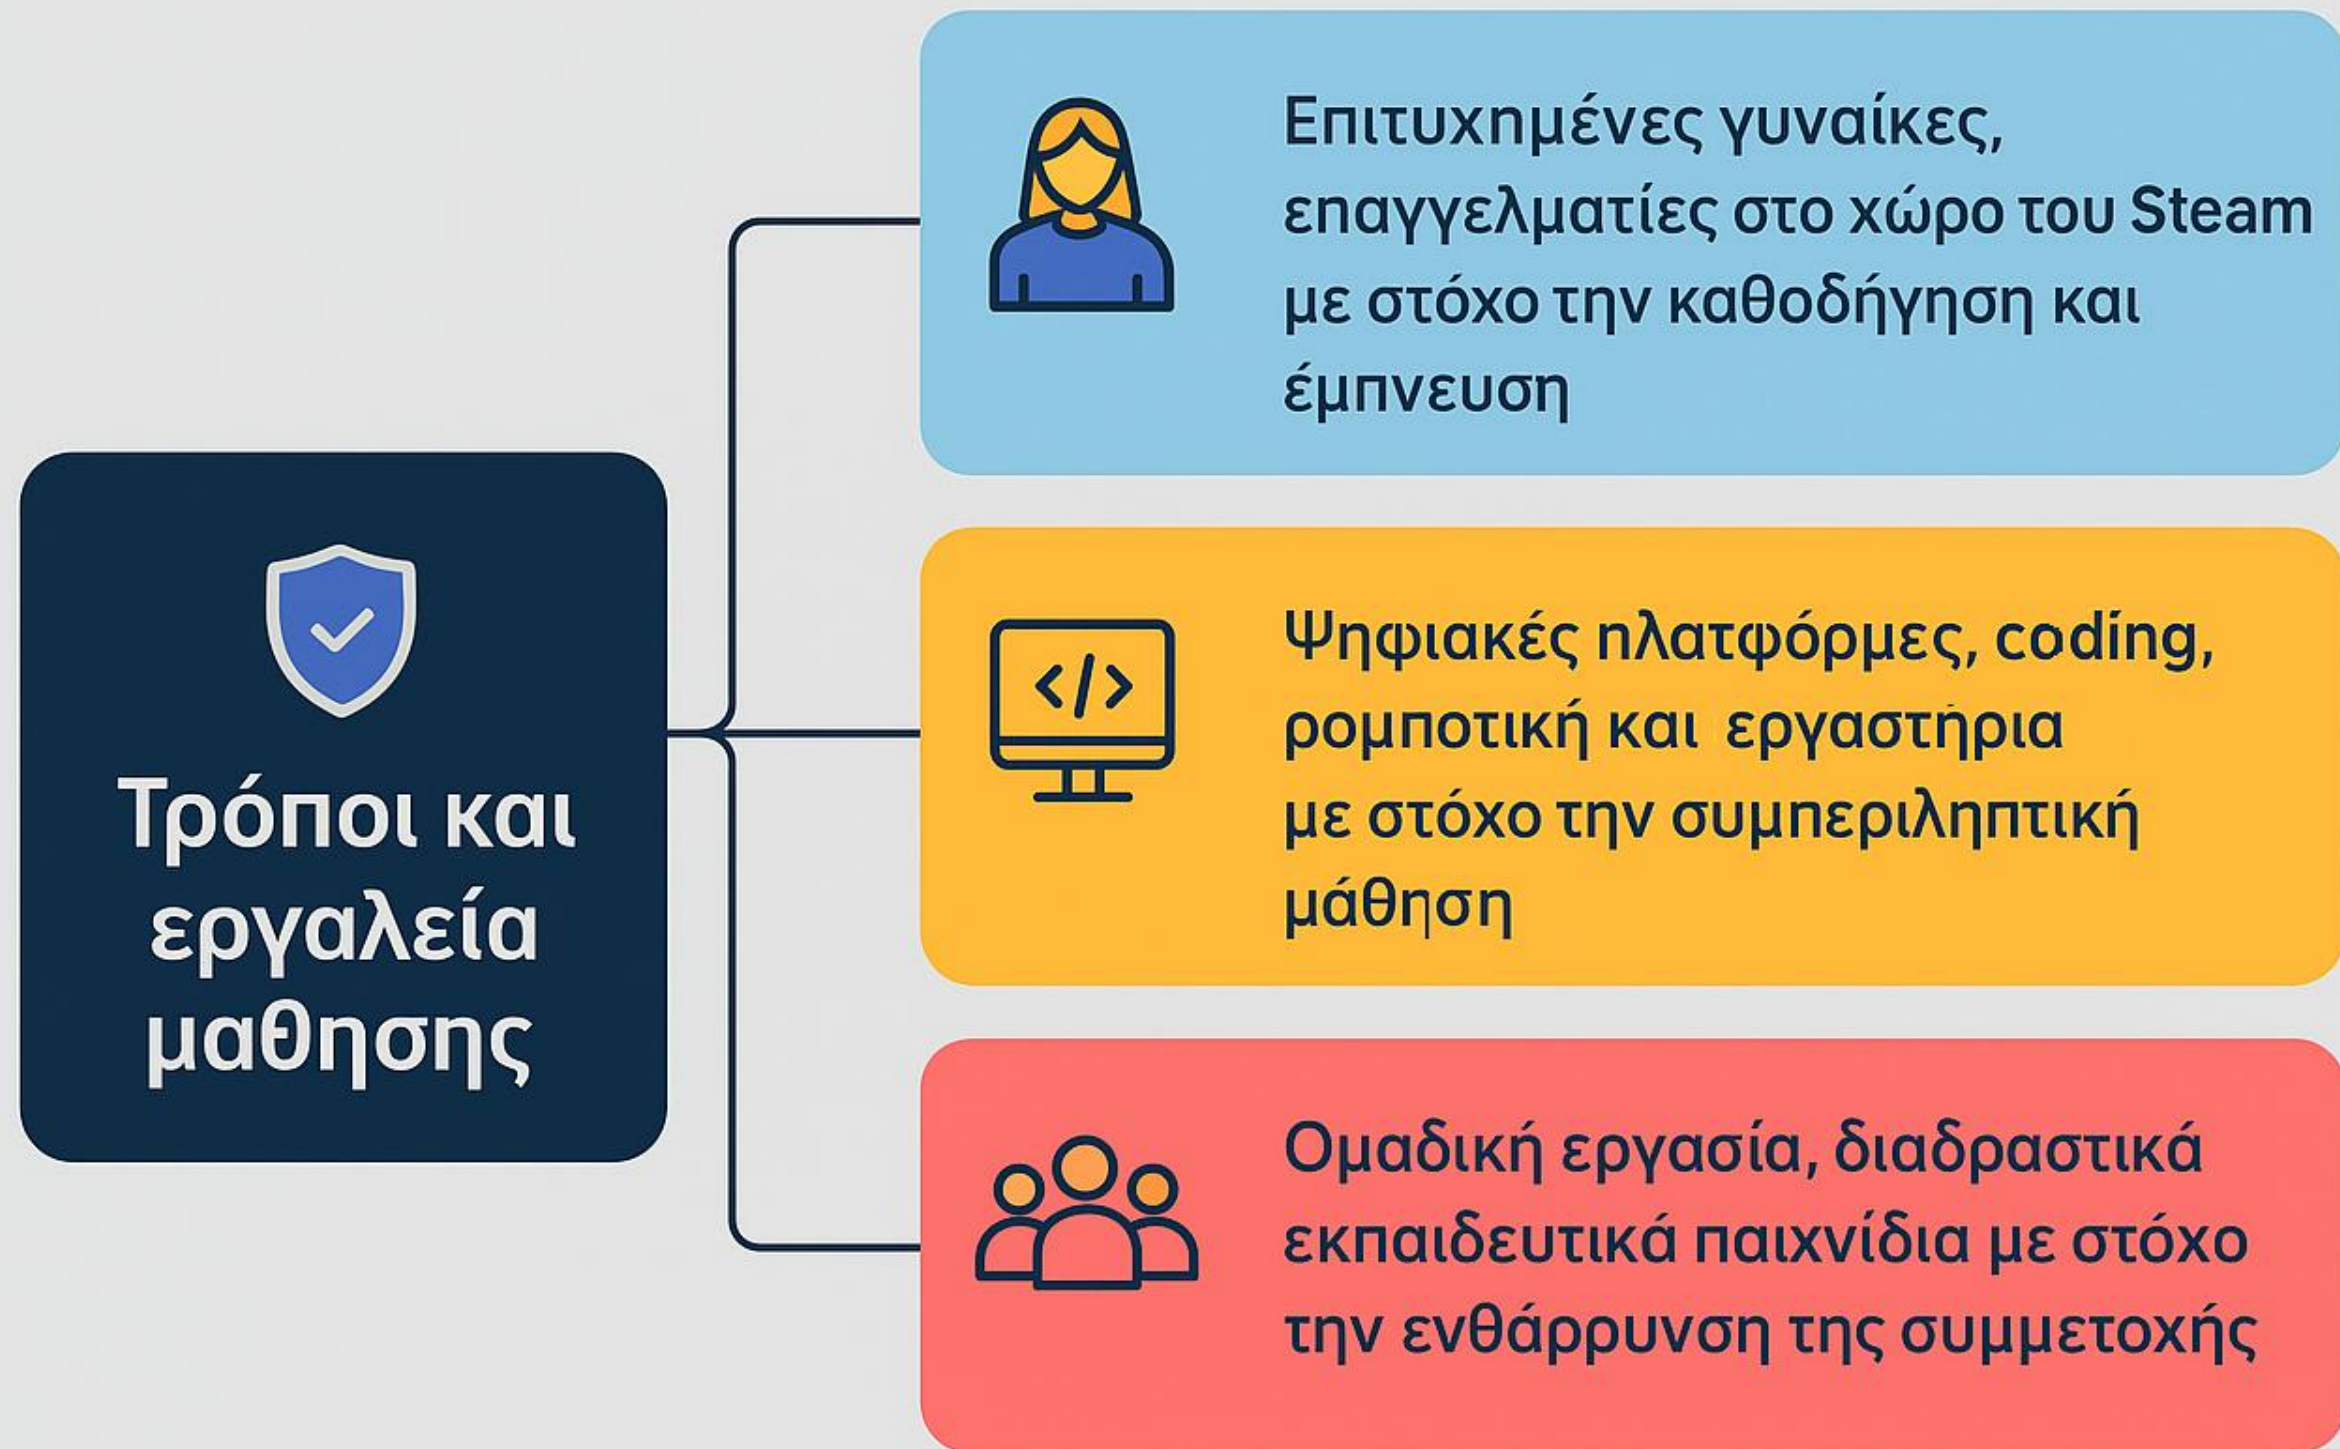 Τρόποι και
εργαλεία
μαθησης
Επιτυχημένες γυναίκες,
επαγγελματίες στο χώρο του Steam
με στόχο την καθοδήγηση και
έμπνευση
Ψηφιακές πλατφόρμες, coding,
ρομποτική και εργαστήρια
με στόχο την συμπεριληπτική
μάθηση
Ομαδική εργασία, διαδραστικά
εκπαιδευτικά παιχνίδια με στόχο
την ενθάρρυνση της συμμετοχής